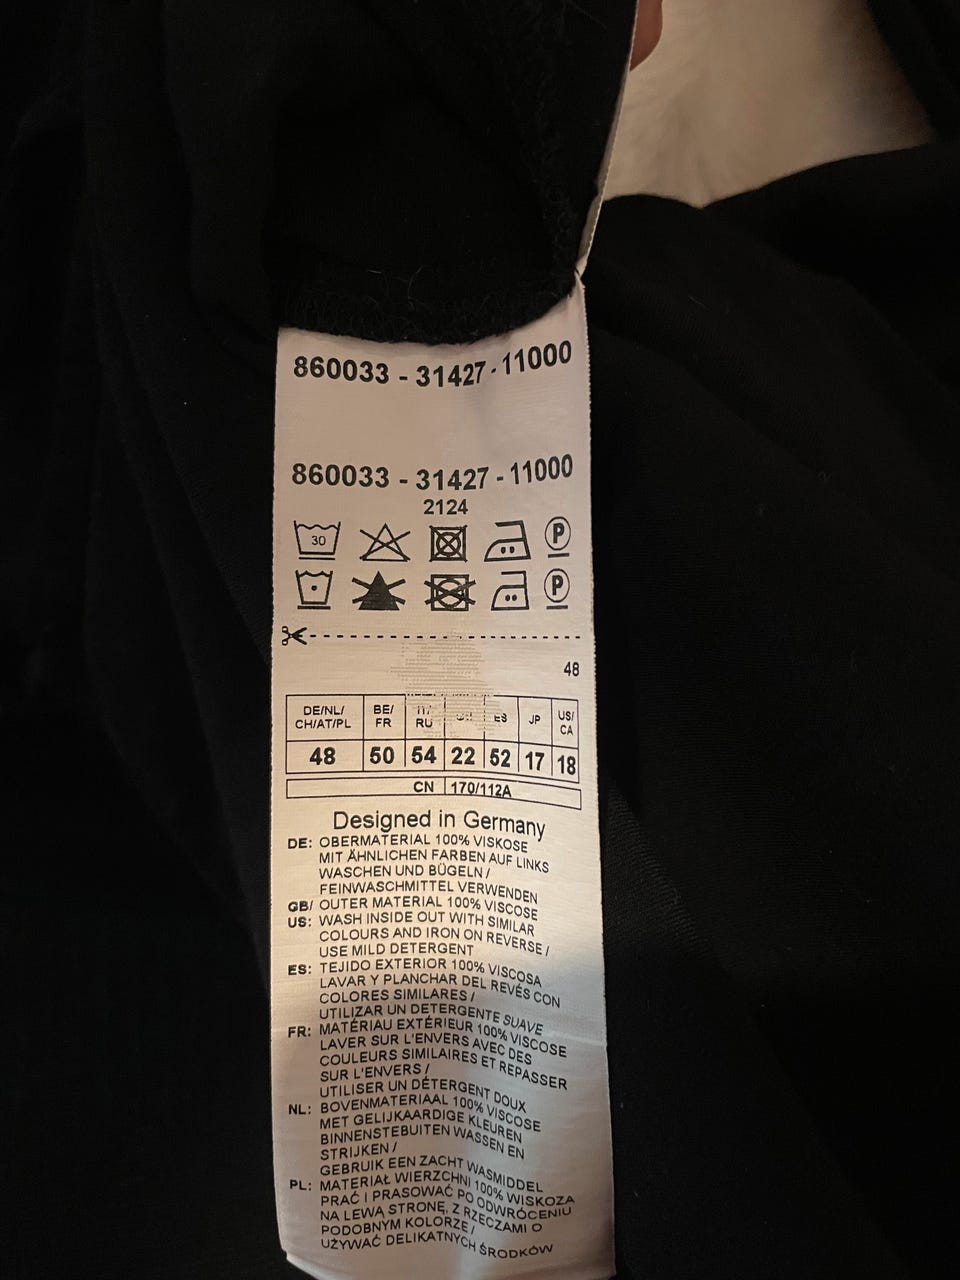 860033 - 31427 - 11000
860033 - 31427 - 11000
2124
30 P
P
48
DE/NL/ CH/AT/PL BE/ FR RU ES JP US/ CA
48 50 54 22 52 17 18
CN 170/112A
Designed in Germany
DE: OBERMATERIAL 100% VISKOSE
MIT ÄHNLICHEN FARBEN AUF LINKS
WASCHEN UND BÜGELN /
FEINWASCHMITTEL VERWENDEN
GB/ OUTER MATERIAL 100% VISCOSE
US: WASH INSIDE OUT WITH SIMILAR
COLOURS AND IRON ON REVERSE /
USE MILD DETERGENT
ES: TEJIDO EXTERIOR 100% VISCOSA
LAVAR Y PLANCHAR DEL REVÉS CON
COLORES SIMILARES /
UTILIZAR UN DETERGENTE SUAVE
FR: MATÉRIAU EXTÉRIEUR 100% VISCOSE
LAVER SUR L'ENVERS AVEC DES
COULEURS SIMILAIRES ET REPASSER
SUR L'ENVERS /
UTILISER UN DÉTERGENT DOUX
NL: BOVENMATERIAAL 100% VISCOSE
MET GELIJKAARDIGE KLEUREN
BINNENSTEBUITEN WASSEN EN
STRIJKEN /
GEBRUIK EEN ZACHT WASMIDDEL
PL: MATERIAŁ WIERZCHNI 100% WISKOZA
PRAĆ I PRASOWAĆ PO ODWRÓCENIU
NA LEWĄ STRONĘ, Z RZECZAMI O
PODOBNYM KOLORZE /
UŻYWAĆ DELIKATNYCH ŚRODKÓW